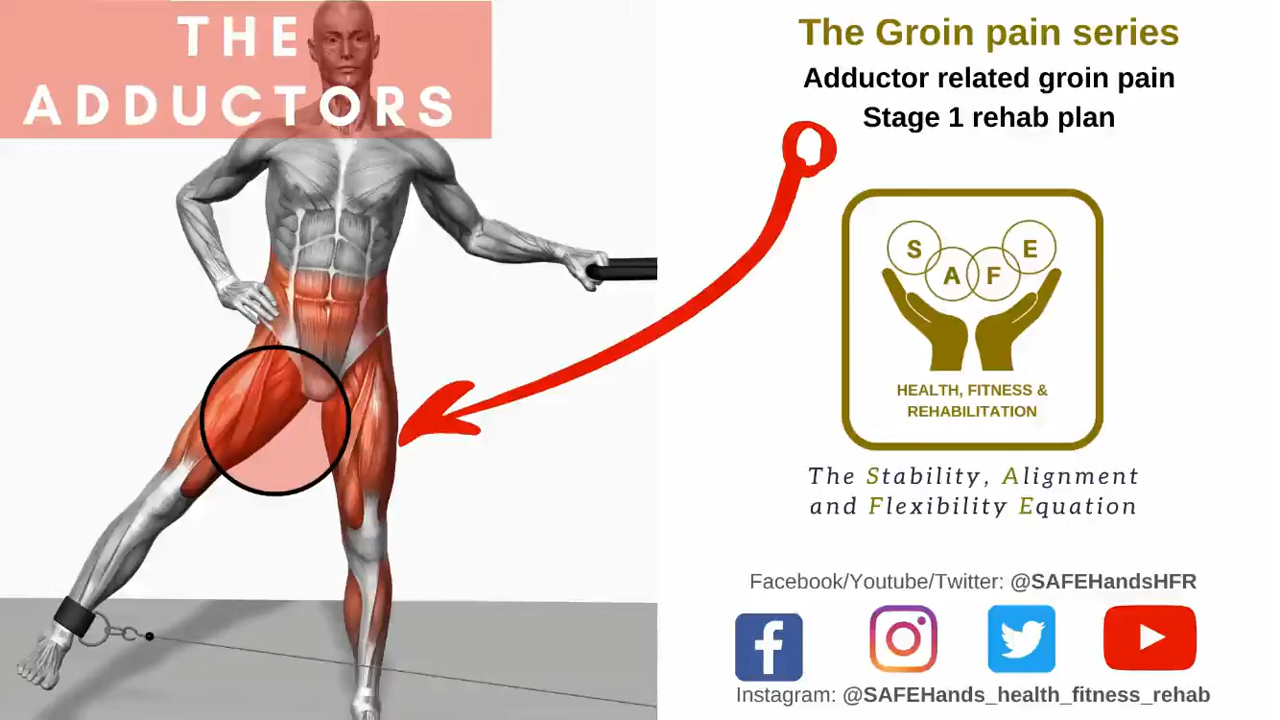 THE
ADDUCTORS
The Groin pain series
Adductor related groin pain
Stage 1 rehab plan
S A F E
HEALTH, FITNESS &
REHABILITATION
The Stability, Alignment
and Flexibility Equation
Facebook/Youtube/Twitter: @SAFEHandsHFR
Instagram: @SAFEHands_health_fitness_rehab